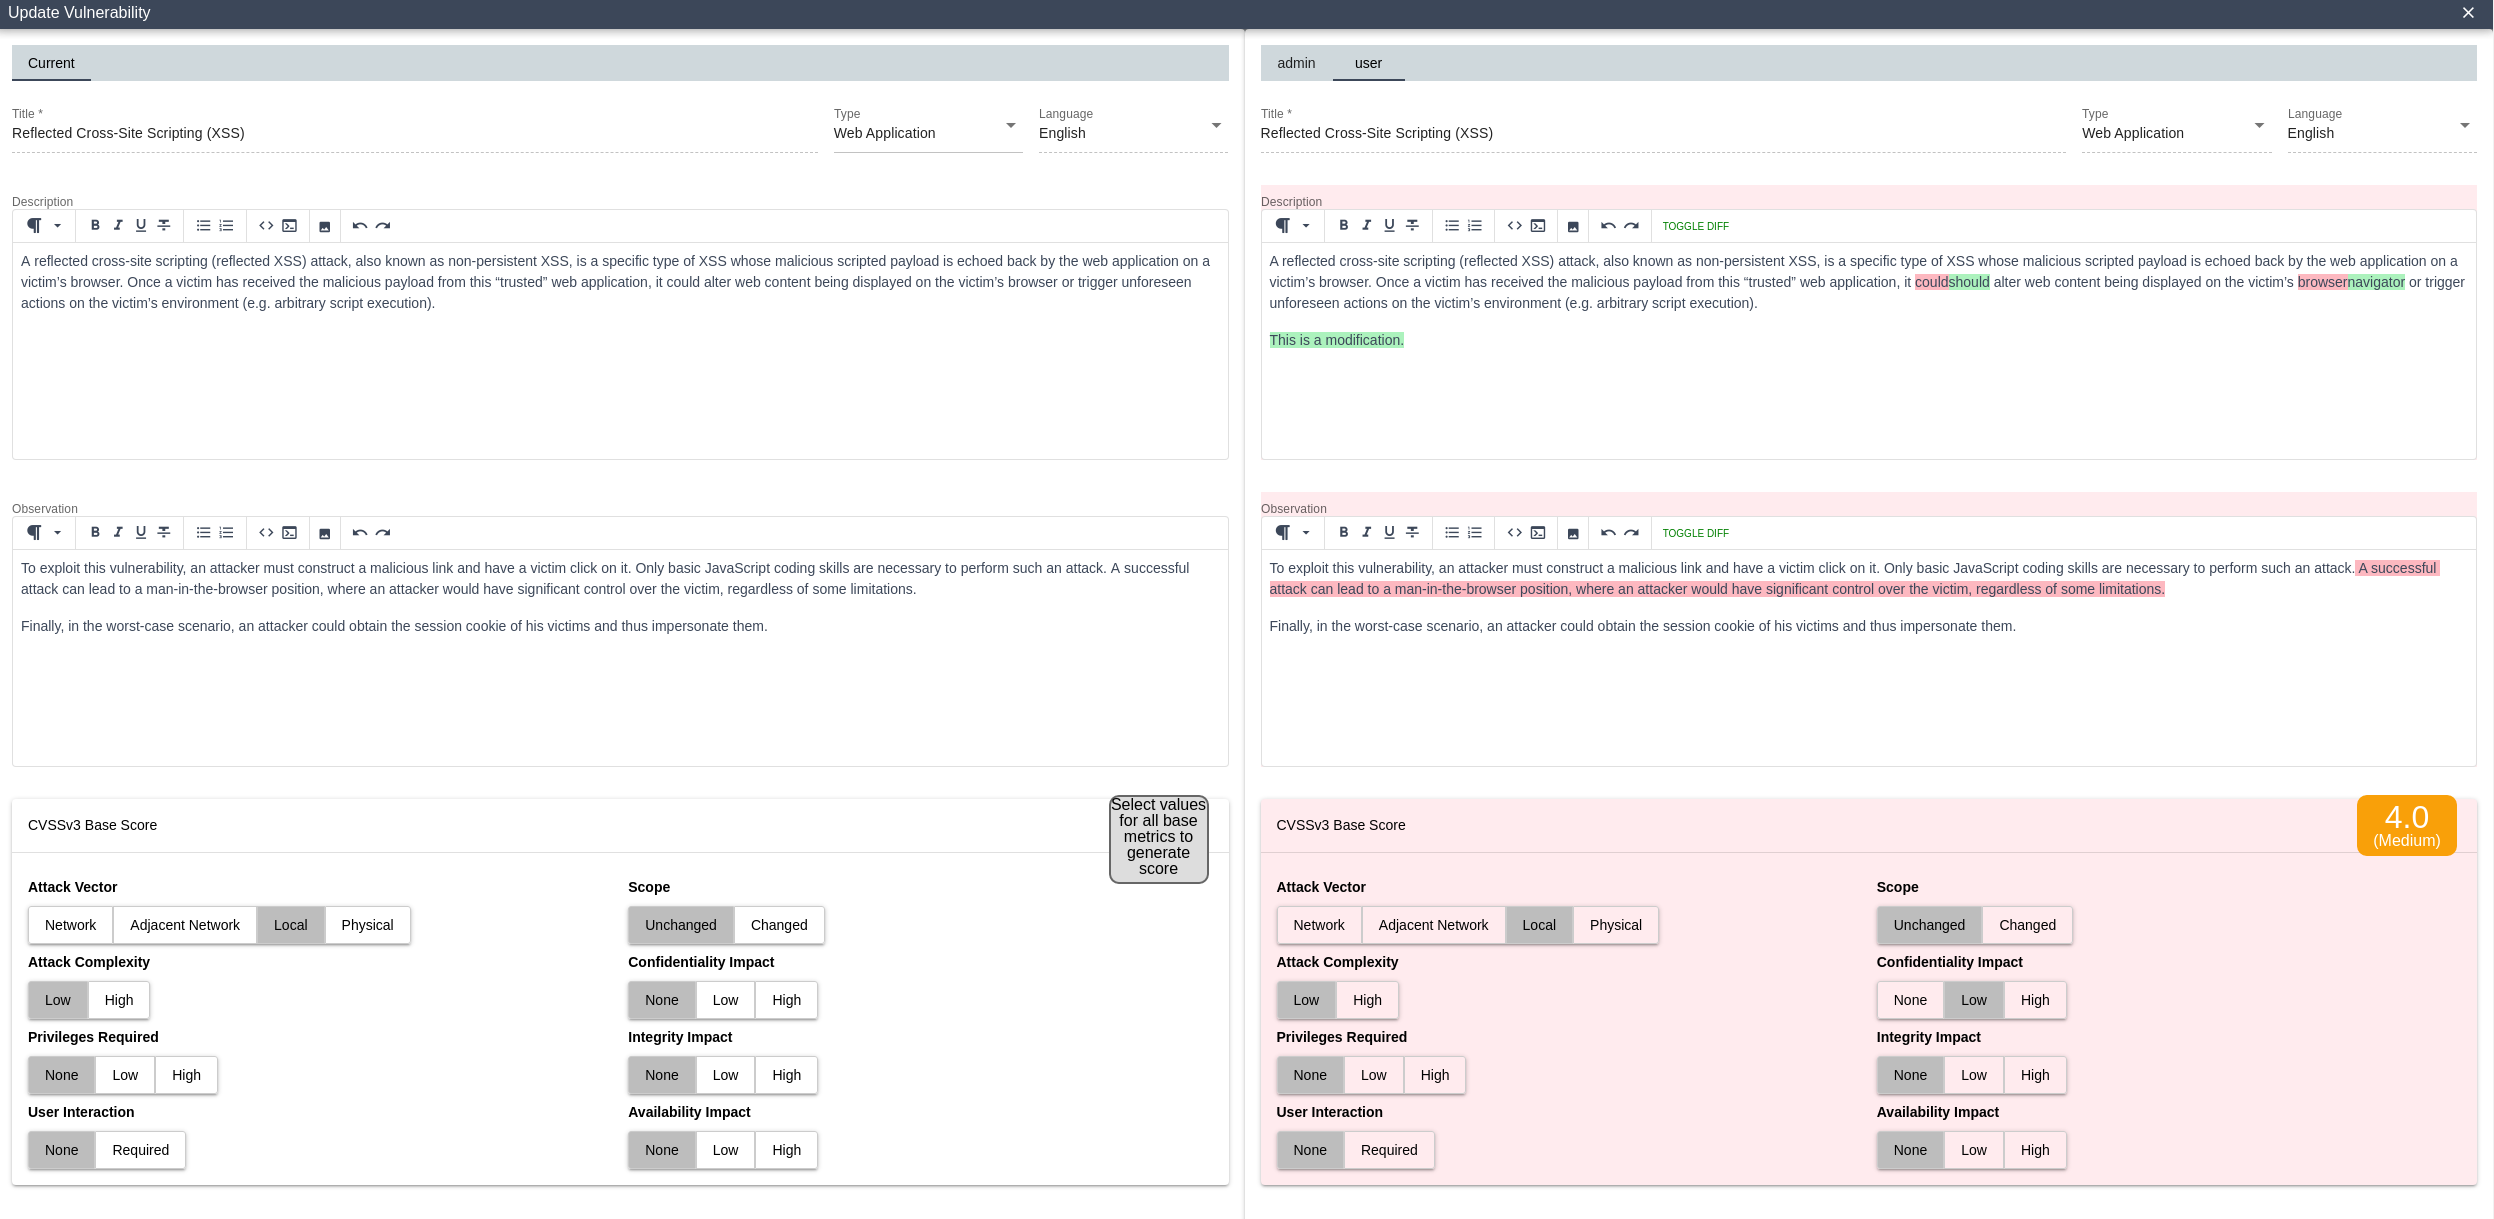 Update Vulnerability
Current
Title *
Reflected Cross-Site Scripting (XSS)
Type
Web Application
Language
English
Description
A reflected cross-site scripting (reflected XSS) attack, also known as non-persistent XSS, is a specific type of XSS whose malicious scripted payload is echoed back by the web application on a
victim’s browser. Once a victim has received the malicious payload from this “trusted” web application, it could alter web content being displayed on the victim’s browser or trigger unforeseen
actions on the victim’s environment (e.g. arbitrary script execution).
Observation
To exploit this vulnerability, an attacker must construct a malicious link and have a victim click on it. Only basic JavaScript coding skills are necessary to perform such an attack. A successful
attack can lead to a man-in-the-browser position, where an attacker would have significant control over the victim, regardless of some limitations.
Finally, in the worst-case scenario, an attacker could obtain the session cookie of his victims and thus impersonate them.
CVSSv3 Base Score
Select values
for all base
metrics to
generate
score
Attack Vector
Network Adjacent Network Local Physical
Attack Complexity
Low High
Privileges Required
None Low High
User Interaction
None Required
Scope
Unchanged Changed
Confidentiality Impact
None Low High
Integrity Impact
None Low High
Availability Impact
None Low High
admin user
Title *
Reflected Cross-Site Scripting (XSS)
Type
Web Application
Language
English
Description
TOGGLE DIFF
A reflected cross-site scripting (reflected XSS) attack, also known as non-persistent XSS, is a specific type of XSS whose malicious scripted payload is echoed back by the web application on a
victim’s browser. Once a victim has received the malicious payload from this “trusted” web application, it couldshould alter web content being displayed on the victim’s browsernavigator or trigger
unforeseen actions on the victim’s environment (e.g. arbitrary script execution).
This is a modification.
Observation
TOGGLE DIFF
To exploit this vulnerability, an attacker must construct a malicious link and have a victim click on it. Only basic JavaScript coding skills are necessary to perform such an attack. A successful
attack can lead to a man-in-the-browser position, where an attacker would have significant control over the victim, regardless of some limitations.
Finally, in the worst-case scenario, an attacker could obtain the session cookie of his victims and thus impersonate them.
CVSSv3 Base Score
4.0
(Medium)
Attack Vector
Network Adjacent Network Local Physical
Attack Complexity
Low High
Privileges Required
None Low High
User Interaction
None Required
Scope
Unchanged Changed
Confidentiality Impact
None Low High
Integrity Impact
None Low High
Availability Impact
None Low High